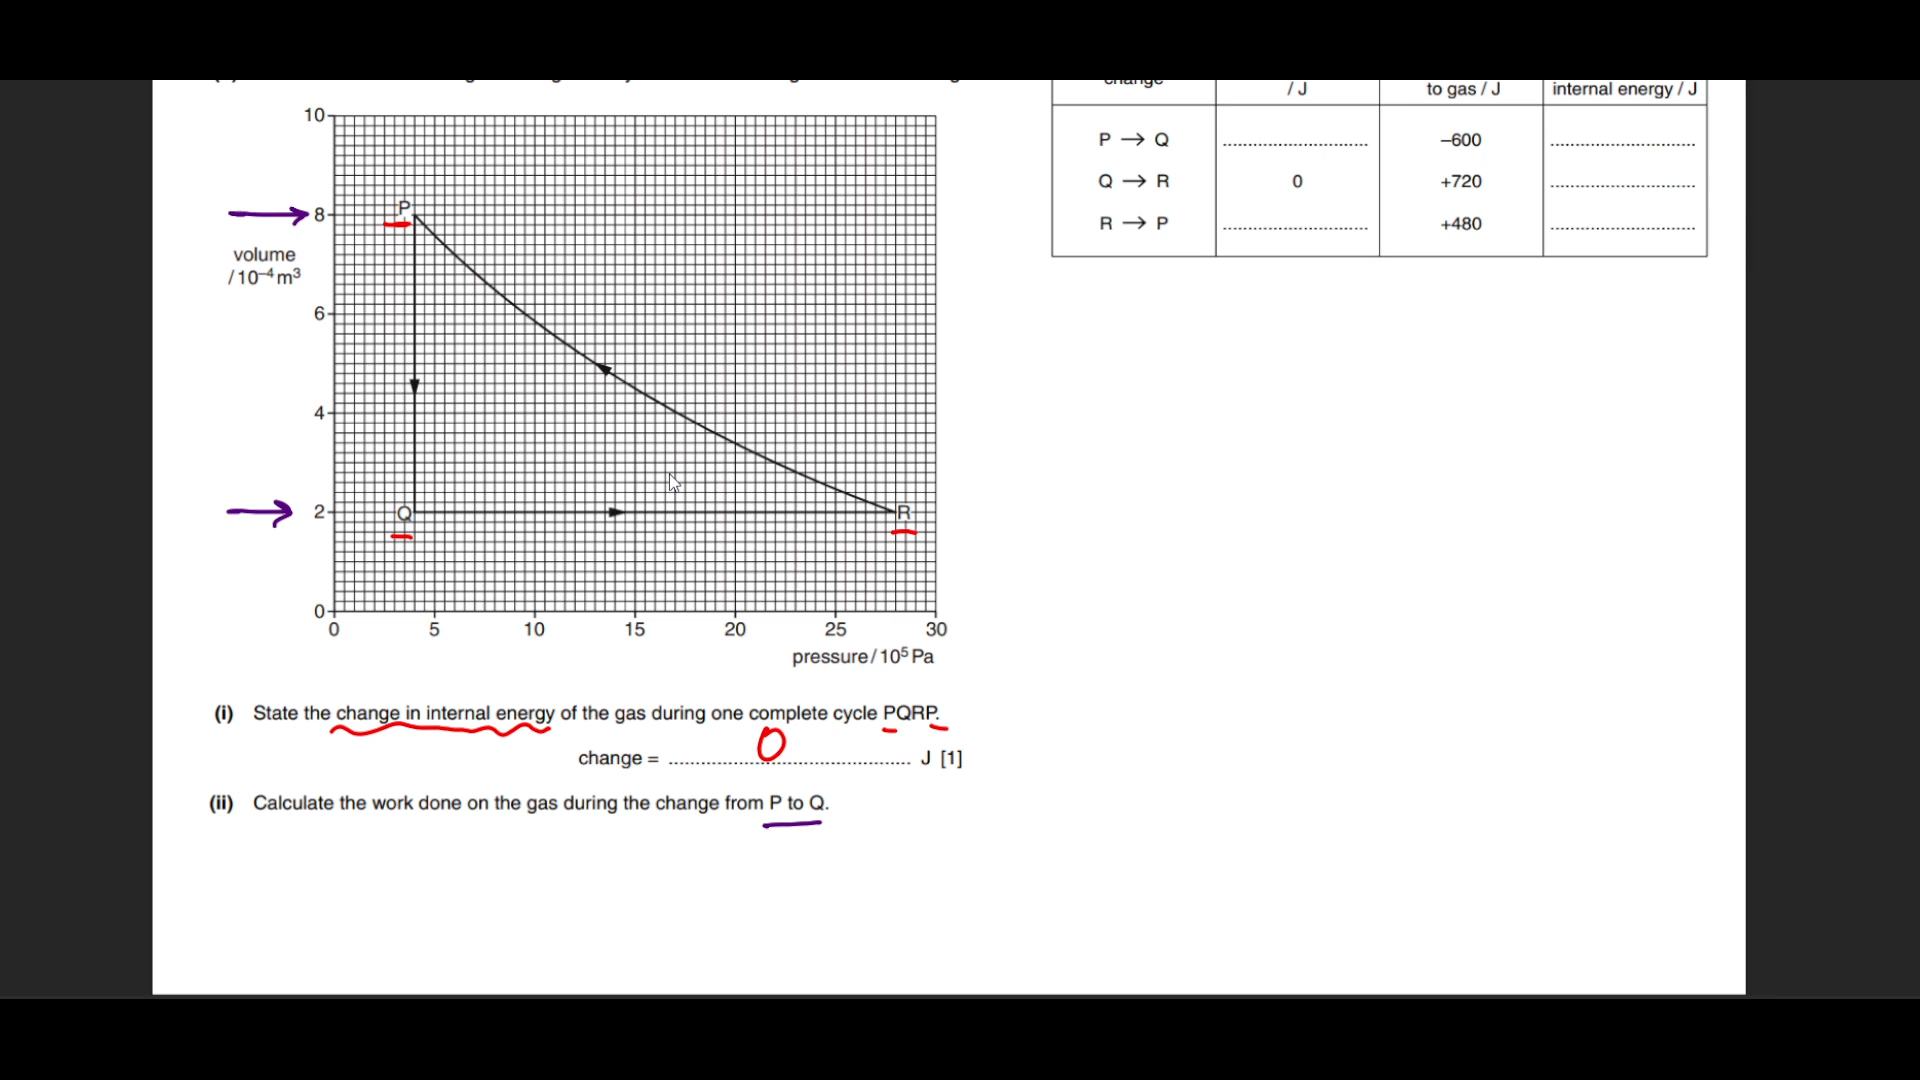 change
/ J
to gas / J
internal energy / J
P → Q
–600
Q → R
0
+720
R → P
+480
10
8
6
4
2
0
volume
/ 10⁻⁴ m³
P
Q
R
0 5 10 15 20 25 30
pressure / 10⁵ Pa
(i) State the change in internal energy of the gas during one complete cycle PQRP.
0
change = ................................................ J [1]
(ii) Calculate the work done on the gas during the change from P to Q.